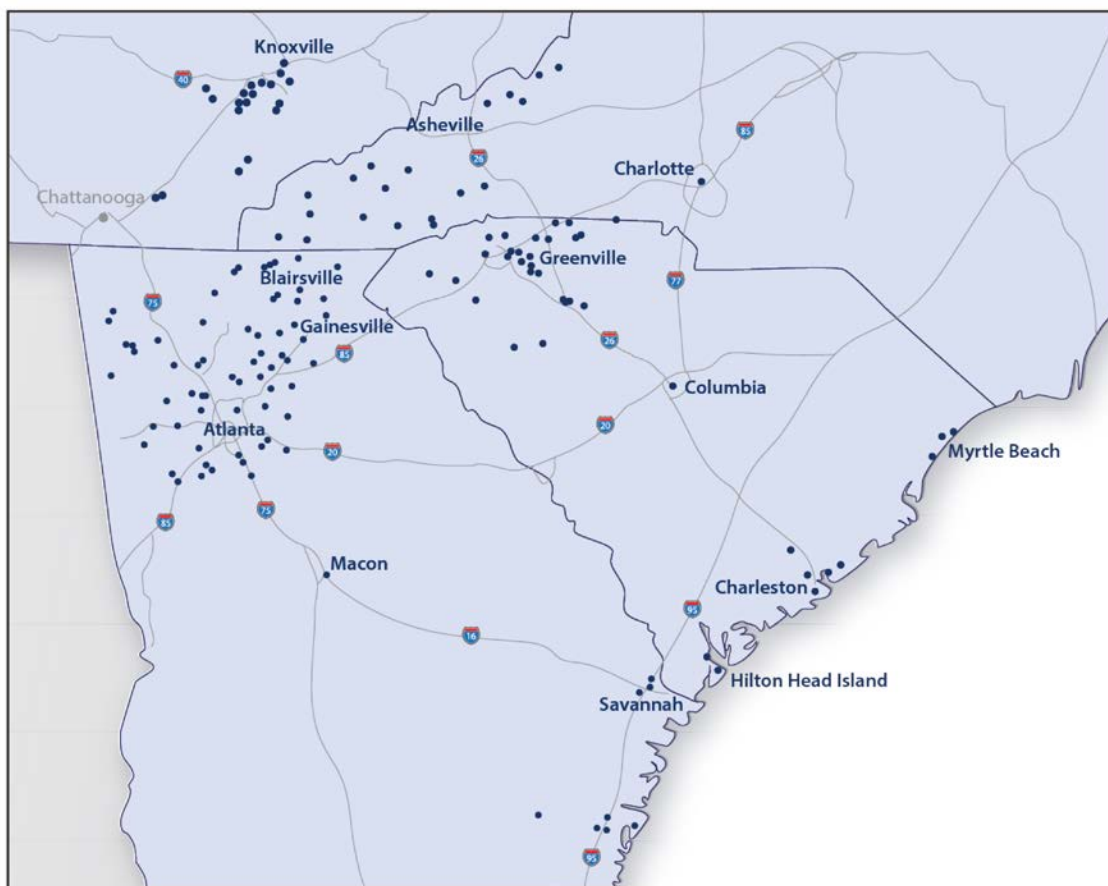 Knoxville
40
Asheville
85
26
Charlotte
Chattanooga
Greenville
Blairsville
77
75
Gainesville
26
85
Columbia
20
Atlanta
20
Myrtle Beach
75
85
Macon
Charleston
95
16
Hilton Head Island
Savannah
95